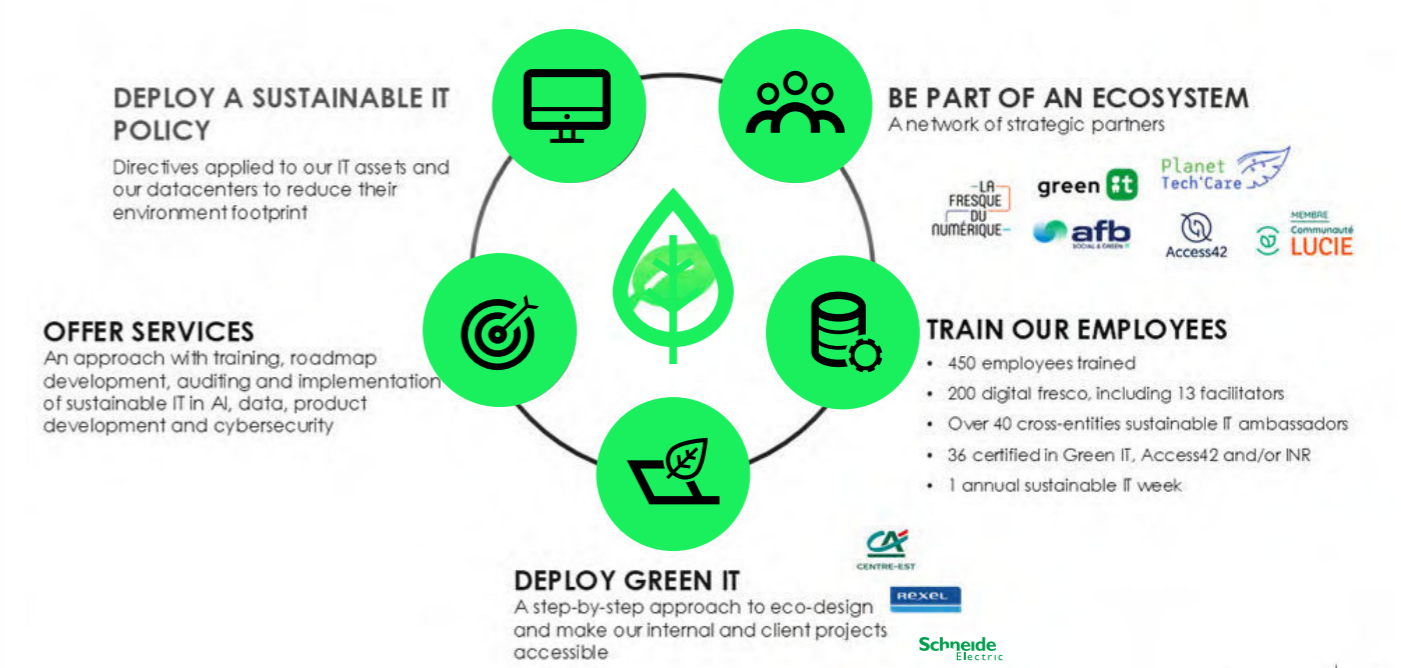 DEPLOY A SUSTAINABLE IT
POLICY
Directives applied to our IT assets and
our datacenters to reduce their
environment footprint
BE PART OF AN ECOSYSTEM
A network of strategic partners
LA
FRESQUE
DU
NUMÉRIQUE
green it
Planet
Tech'Care
afb
SOCIAL & GREEN IT
Access42
MEMBRE
Communauté
LUCIE
OFFER SERVICES
An approach with training, roadmap
development, auditing and implementation
of sustainable IT in AI, data, product
development and cybersecurity
TRAIN OUR EMPLOYEES
• 450 employees trained
• 200 digital fresco, including 13 facilitators
• Over 40 cross-entities sustainable IT ambassadors
• 36 certified in Green IT, Access42 and/or INR
• 1 annual sustainable IT week
DEPLOY GREEN IT
A step-by-step approach to eco-design
and make our internal and client projects
accessible
CA
CENTRE-EST
REXEL
Schneide
Electric